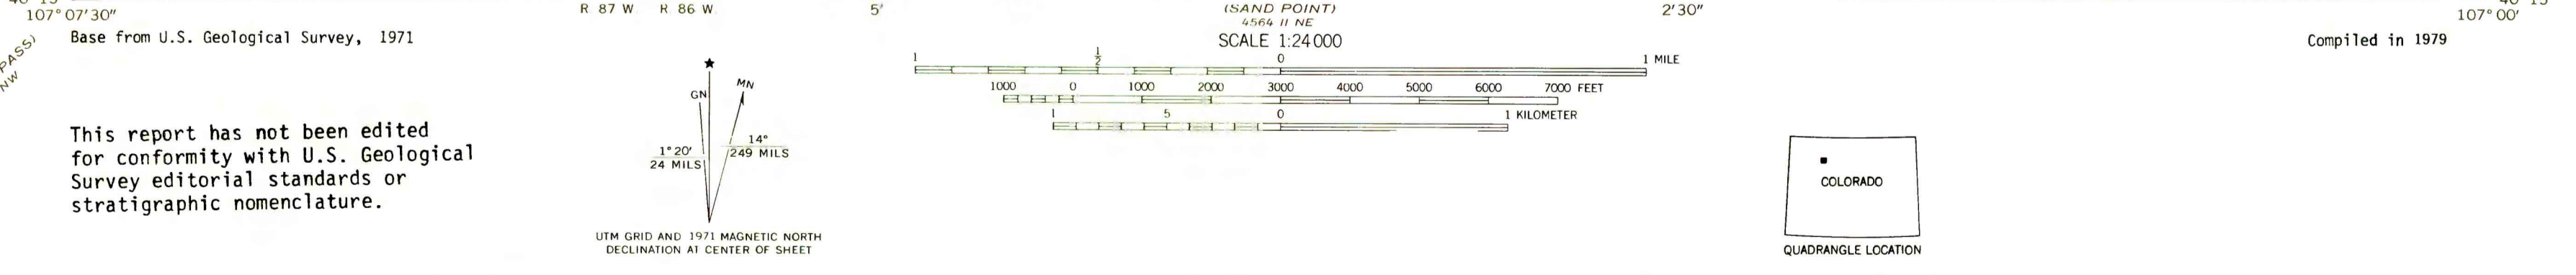 107° 07' 30"
R 87 W R 86 W
5'
(SAND POINT)
4564 II NE
2'30"
107° 00'
PASS)
NW
Base from U.S. Geological Survey, 1971
SCALE 1:24 000
Compiled in 1979
1 ½ 0 1 MILE
1000 0 1000 2000 3000 4000 5000 6000 7000 FEET
1 5 0 1 KILOMETER
★
GN MN
1° 20'
24 MILS
14°
249 MILS
UTM GRID AND 1971 MAGNETIC NORTH
DECLINATION AT CENTER OF SHEET
This report has not been edited
for conformity with U.S. Geological
Survey editorial standards or
stratigraphic nomenclature.
COLORADO
QUADRANGLE LOCATION